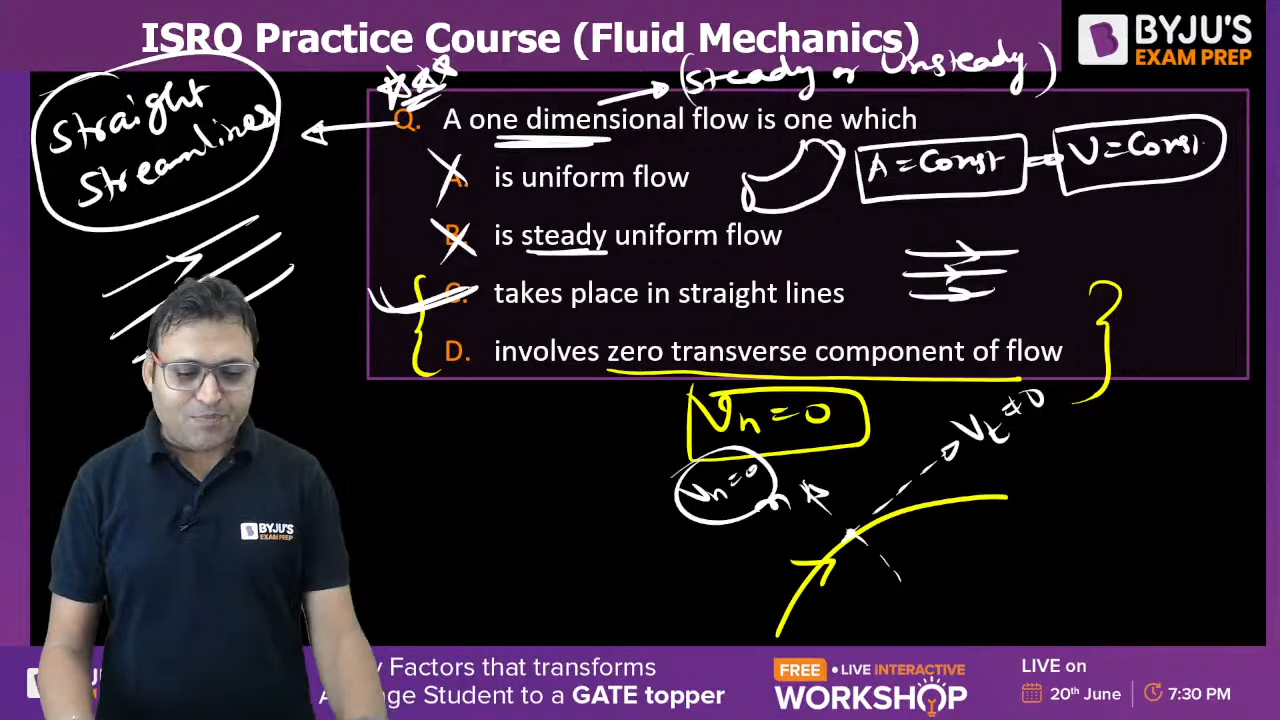 ISRO Practice Course (Fluid Mechanics)
BYJU'S
EXAM PREP
(Steady or Unsteady)
Straight
Streamlines
Q. A one dimensional flow is one which
A = Const
V = Const
A. is uniform flow
B. is steady uniform flow
C. takes place in straight lines
D. involves zero transverse component of flow
Vn = 0
Vt ≠ 0
Vn = 0
n
BYJU'S
EXAM PREP
y Factors that transforms
A nge Student to a GATE topper
FREE • LIVE INTERACTIVE
WORKSHOP
LIVE on
20th June
7:30 PM